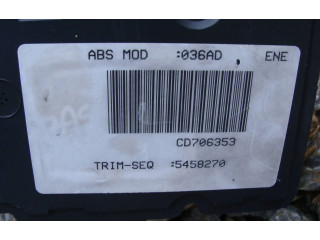 ABS MOD :036AD ENE
CD706353
TRIM-SEQ :5458270